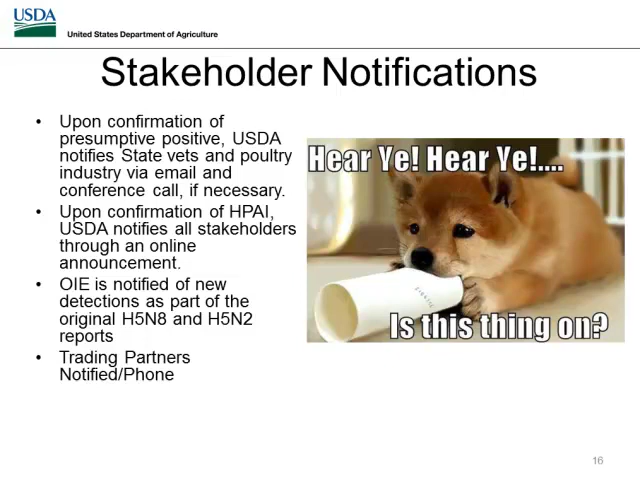 USDA
United States Department of Agriculture
Stakeholder Notifications
• Upon confirmation of
presumptive positive, USDA
notifies State vets and poultry
industry via email and
conference call, if necessary.
• Upon confirmation of HPAI,
USDA notifies all stakeholders
through an online
announcement.
• OIE is notified of new
detections as part of the
original H5N8 and H5N2
reports
• Trading Partners
Notified/Phone
Hear Ye! Hear Ye!....
Is this thing on?
16